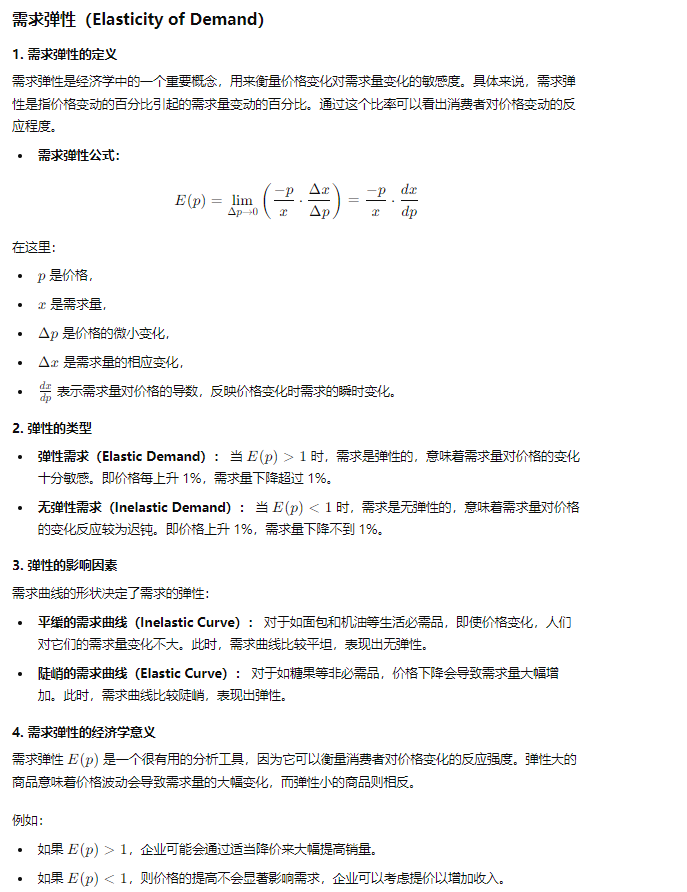 需求弹性（Elasticity of Demand）
1. 需求弹性的定义
需求弹性是经济学中的一个重要概念，用来衡量价格变化对需求量变化的敏感度。具体来说，需求弹
性是指价格变动的百分比引起的需求量变动的百分比。通过这个比率可以看出消费者对价格变动的反
应程度。
• 需求弹性公式：
E(p) = lim_{Δp→0} (−p/x · Δx/Δp) = −p/x · dx/dp
在这里：
• p 是价格，
• x 是需求量，
• Δp 是价格的微小变化，
• Δx 是需求量的相应变化，
• dx/dp 表示需求量对价格的导数，反映价格变化时需求的瞬时变化。
2. 弹性的类型
• 弹性需求（Elastic Demand）： 当 E(p) > 1 时，需求是弹性的，意味着需求量对价格的变化
十分敏感。即价格每上升 1%，需求量下降超过 1%。
• 无弹性需求（Inelastic Demand）： 当 E(p) < 1 时，需求是无弹性的，意味着需求量对价格
的变化反应较为迟钝。即价格上升 1%，需求量下降不到 1%。
3. 弹性的影响因素
需求曲线的形状决定了需求的弹性：
• 平缓的需求曲线（Inelastic Curve）： 对于如面包和机油等生活必需品，即使价格变化，人们
对它们的需求量变化不大。此时，需求曲线比较平坦，表现出无弹性。
• 陡峭的需求曲线（Elastic Curve）： 对于如糖果等非必需品，价格下降会导致需求量大幅增
加。此时，需求曲线比较陡峭，表现出弹性。
4. 需求弹性的经济学意义
需求弹性 E(p) 是一个很有用的分析工具，因为它可以衡量消费者对价格变化的反应强度。弹性大的
商品意味着价格波动会导致需求量的大幅变化，而弹性小的商品则相反。
例如：
• 如果 E(p) > 1，企业可能会通过适当降价来大幅提高销量。
• 如果 E(p) < 1，则价格的提高不会显著影响需求，企业可以考虑提价以增加收入。